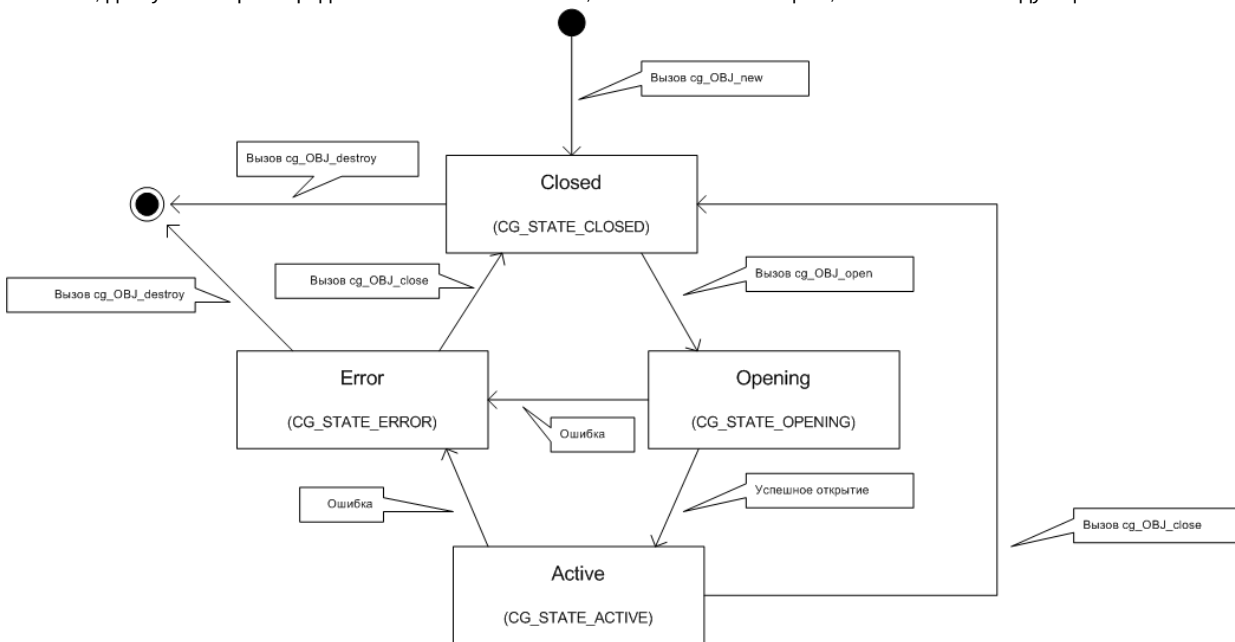 Вызов cg_OBJ_new
Вызов cg_OBJ_destroy
Closed
(CG_STATE_CLOSED)
Вызов cg_OBJ_close
Вызов cg_OBJ_open
Вызов cg_OBJ_destroy
Error
(CG_STATE_ERROR)
Opening
(CG_STATE_OPENING)
Ошибка
Ошибка
Успешное открытие
Вызов cg_OBJ_close
Active
(CG_STATE_ACTIVE)